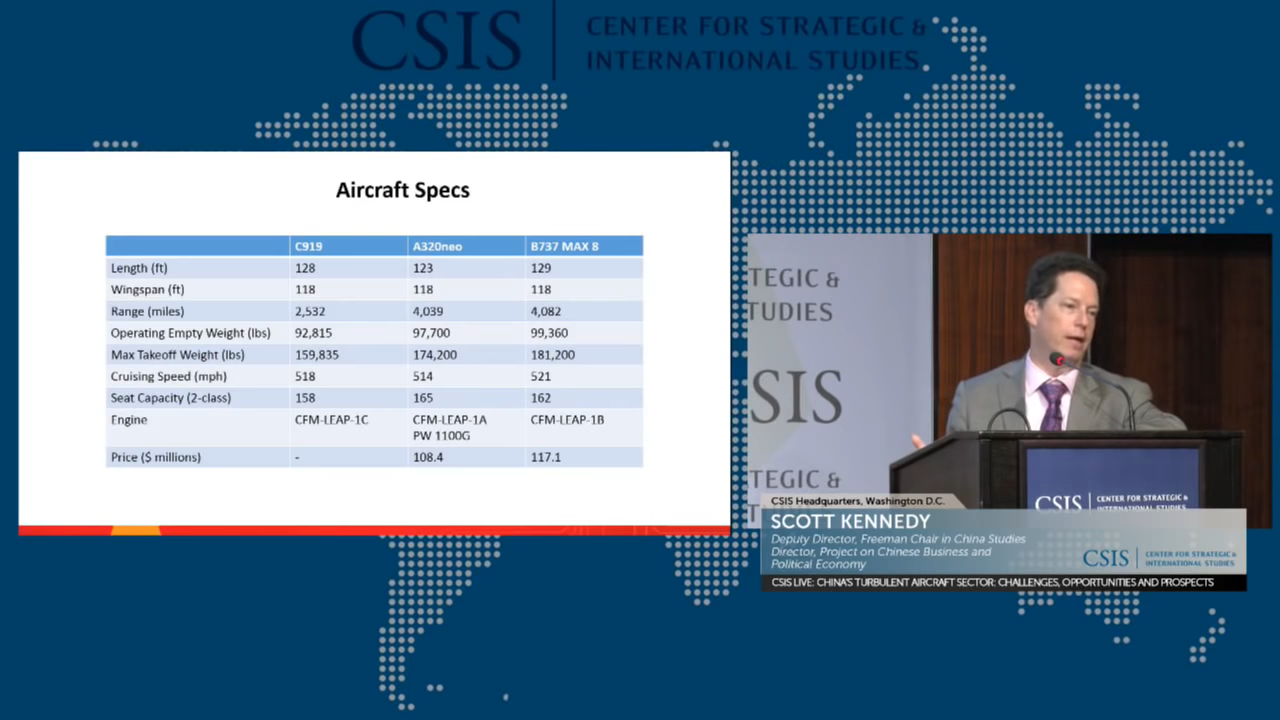 CSIS
CENTER FOR STRATEGIC &
INTERNATIONAL STUDIES
Aircraft Specs
C919 A320neo B737 MAX 8
Length (ft) 128 123 129
Wingspan (ft) 118 118 118
Range (miles) 2,532 4,039 4,082
Operating Empty Weight (lbs) 92,815 97,700 99,360
Max Takeoff Weight (lbs) 159,835 174,200 181,200
Cruising Speed (mph) 518 514 521
Seat Capacity (2-class) 158 165 162
Engine CFM-LEAP-1C CFM-LEAP-1A CFM-LEAP-1B
PW 1100G
Price ($ millions) - 108.4 117.1
TEGIC &
TUDIES
SIS
TEGIC &
T
CSIS
CENTER FOR STRATEGIC &
INTERNATIONAL STUDIES
CSIS Headquarters, Washington D.C.
SCOTT KENNEDY
Deputy Director, Freeman Chair in China Studies
Director, Project on Chinese Business and
Political Economy
CSIS
CENTER FOR STRATEGIC &
INTERNATIONAL STUDIES
CSIS LIVE: CHINA'S TURBULENT AIRCRAFT SECTOR: CHALLENGES, OPPORTUNITIES AND PROSPECTS